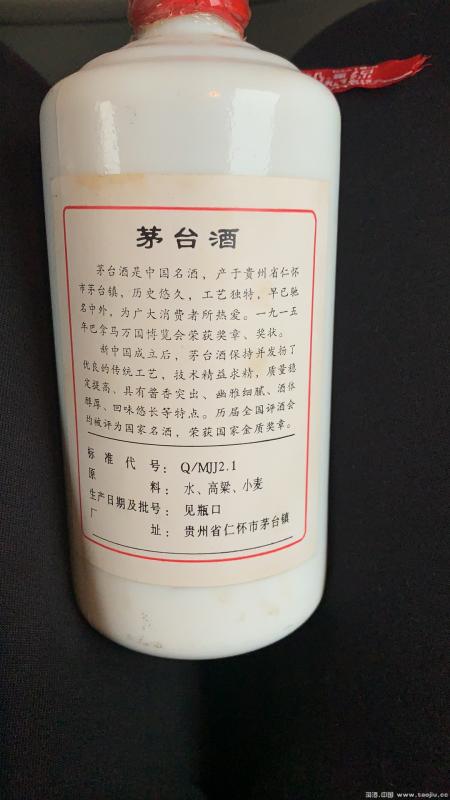 茅台酒
茅台酒是中国名酒，产于贵州省仁怀
市茅台镇，历史悠久，工艺独特，早已驰
名中外，为广大消费者所热爱。一九一五
年巴拿马万国博览会荣获奖章、奖状。
新中国成立后，茅台酒保持并发扬了
优良的传统工艺，技术精益求精，质量稳
定提高、具有酱香突出、幽雅细腻、酒体
醇厚、回味悠长等特点。历届全国评酒会
均被评为国家名酒，荣获国家金质奖章。
标准代号：Q/MJJ2.1
原料：水、高粱、小麦
生产日期及批号：见瓶口
厂址：贵州省仁怀市茅台镇
淘酒.中国 www.taojiu.cc